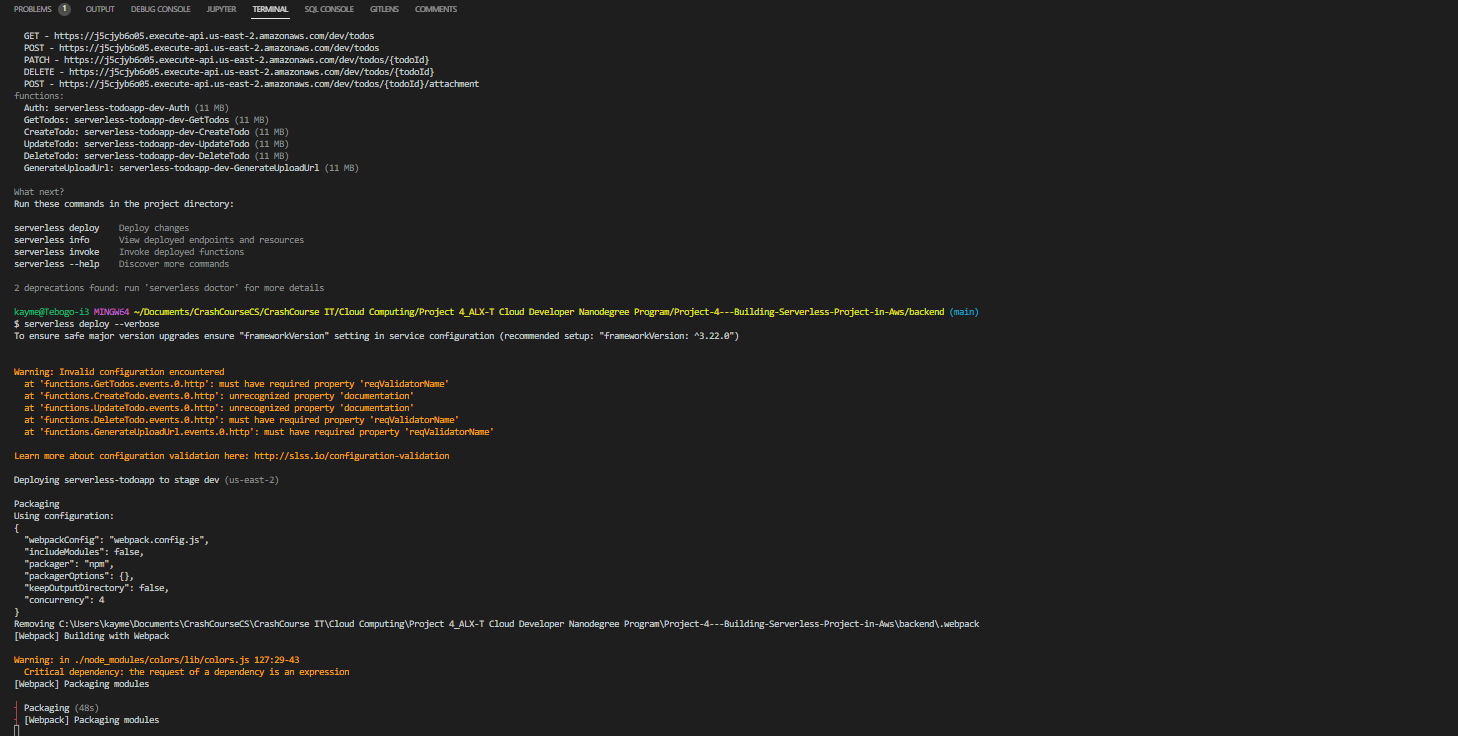 PROBLEMS 1 OUTPUT DEBUG CONSOLE JUPYTER TERMINAL SQL CONSOLE GITLENS COMMENTS
GET - https://j5cjyb6o05.execute-api.us-east-2.amazonaws.com/dev/todos
POST - https://j5cjyb6o05.execute-api.us-east-2.amazonaws.com/dev/todos
PATCH - https://j5cjyb6o05.execute-api.us-east-2.amazonaws.com/dev/todos/{todoId}
DELETE - https://j5cjyb6o05.execute-api.us-east-2.amazonaws.com/dev/todos/{todoId}
POST - https://j5cjyb6o05.execute-api.us-east-2.amazonaws.com/dev/todos/{todoId}/attachment
functions:
Auth: serverless-todoapp-dev-Auth (11 MB)
GetTodos: serverless-todoapp-dev-GetTodos (11 MB)
CreateTodo: serverless-todoapp-dev-CreateTodo (11 MB)
UpdateTodo: serverless-todoapp-dev-UpdateTodo (11 MB)
DeleteTodo: serverless-todoapp-dev-DeleteTodo (11 MB)
GenerateUploadUrl: serverless-todoapp-dev-GenerateUploadUrl (11 MB)
What next?
Run these commands in the project directory:
serverless deploy Deploy changes
serverless info View deployed endpoints and resources
serverless invoke Invoke deployed functions
serverless --help Discover more commands
2 deprecations found: run 'serverless doctor' for more details
kayme@Tebogo-i3 MINGW64 ~/Documents/CrashCourseCS/CrashCourse IT/Cloud Computing/Project 4_ALX-T Cloud Developer Nanodegree Program/Project-4---Building-Serverless-Project-in-Aws/backend (main)
$ serverless deploy --verbose
To ensure safe major version upgrades ensure "frameworkVersion" setting in service configuration (recommended setup: "frameworkVersion: ^3.22.0")
Warning: Invalid configuration encountered
at 'functions.GetTodos.events.0.http': must have required property 'reqValidatorName'
at 'functions.CreateTodo.events.0.http': unrecognized property 'documentation'
at 'functions.UpdateTodo.events.0.http': unrecognized property 'documentation'
at 'functions.DeleteTodo.events.0.http': must have required property 'reqValidatorName'
at 'functions.GenerateUploadUrl.events.0.http': must have required property 'reqValidatorName'
Learn more about configuration validation here: http://slss.io/configuration-validation
Deploying serverless-todoapp to stage dev (us-east-2)
Packaging
Using configuration:
{
"webpackConfig": "webpack.config.js",
"includeModules": false,
"packager": "npm",
"packagerOptions": {},
"keepOutputDirectory": false,
"concurrency": 4
}
Removing C:\Users\kayme\Documents\CrashCourseCS\CrashCourse IT\Cloud Computing\Project 4_ALX-T Cloud Developer Nanodegree Program\Project-4---Building-Serverless-Project-in-Aws\backend\.webpack
[Webpack] Building with Webpack
Warning: in ./node_modules/colors/lib/colors.js 127:29-43
Critical dependency: the request of a dependency is an expression
[Webpack] Packaging modules
Packaging (48s)
[Webpack] Packaging modules